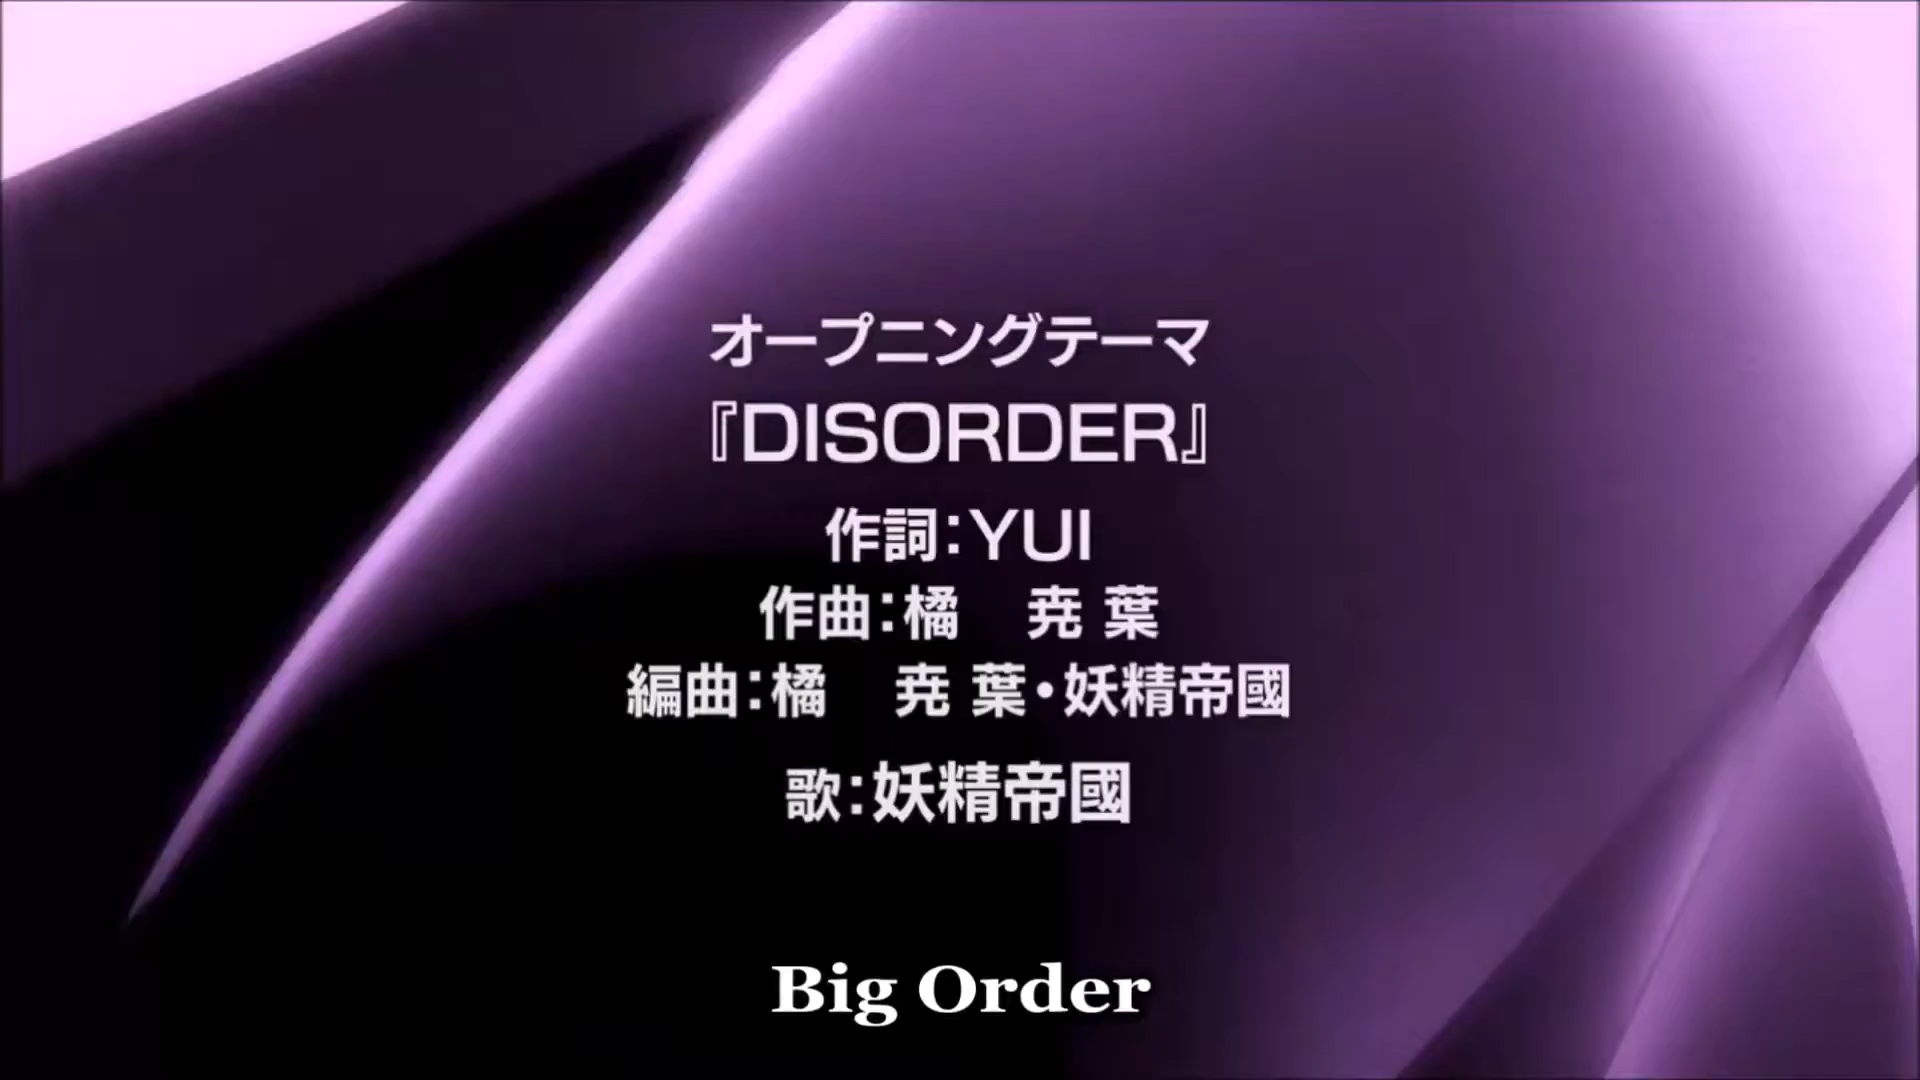 オープニングテーマ
『DISORDER』
作詞：YUI
作曲：橘　尭葉
編曲：橘　尭葉・妖精帝國
歌：妖精帝國
Big Order